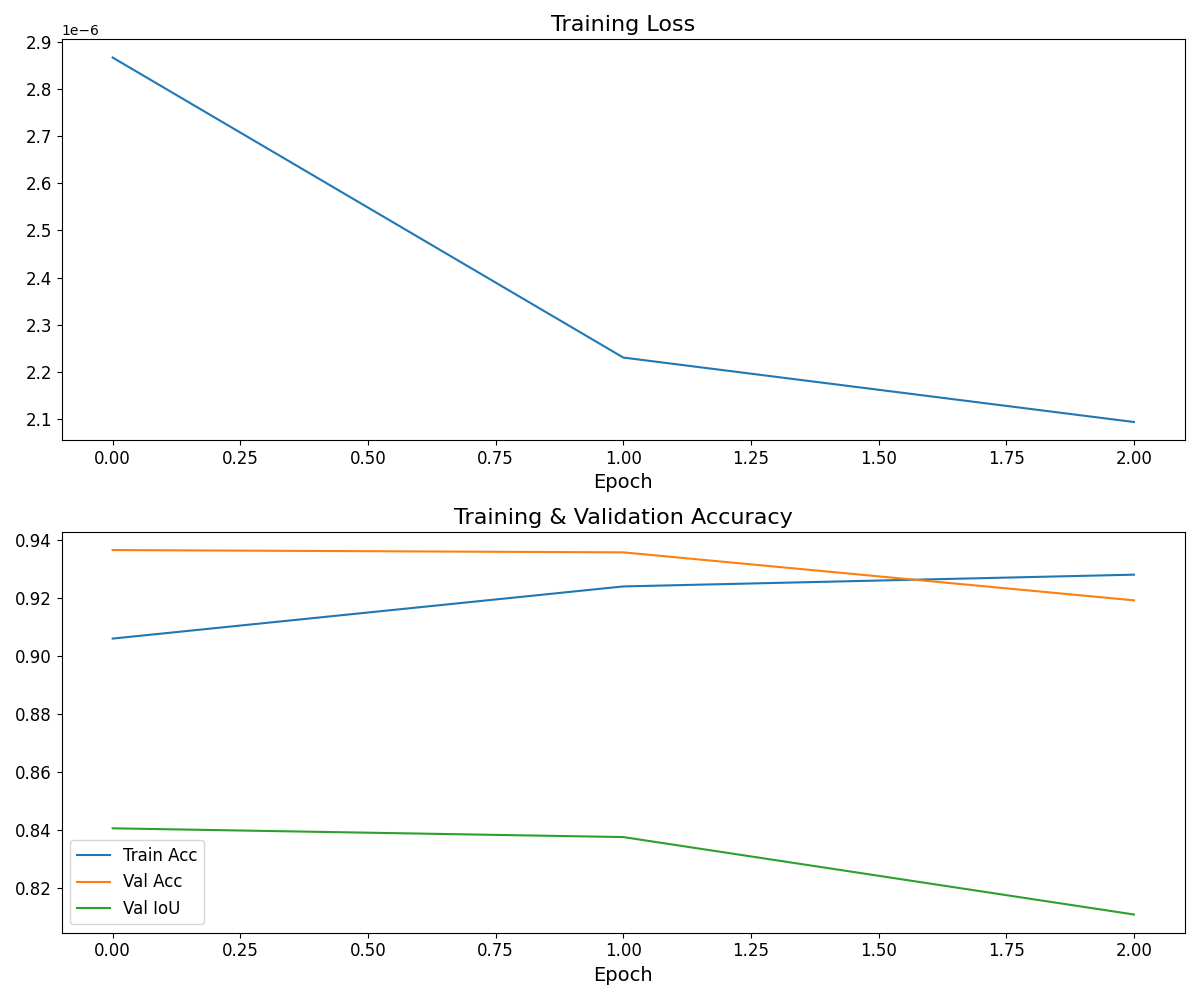 Training Loss
1e−6
2.9
2.8
2.7
2.6
2.5
2.4
2.3
2.2
2.1
0.00 0.25 0.50 0.75 1.00 1.25 1.50 1.75 2.00
Epoch
Training & Validation Accuracy
0.94
0.92
0.90
0.88
0.86
0.84
0.82
Train Acc
Val Acc
Val IoU
0.00 0.25 0.50 0.75 1.00 1.25 1.50 1.75 2.00
Epoch